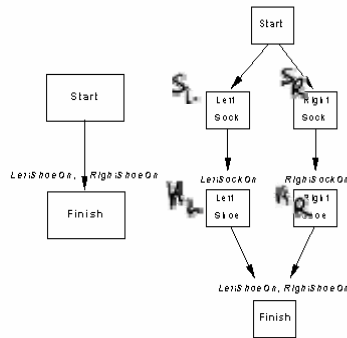 Start
LeftShoeOn, RightShoeOn
Finish
Start
S L
Left
Sock
S R
Right
Sock
LeftSockOn
RightSockOn
Left
Shoe
R
Right
Shoe
LeftShoeOn, RightShoeOn
Finish